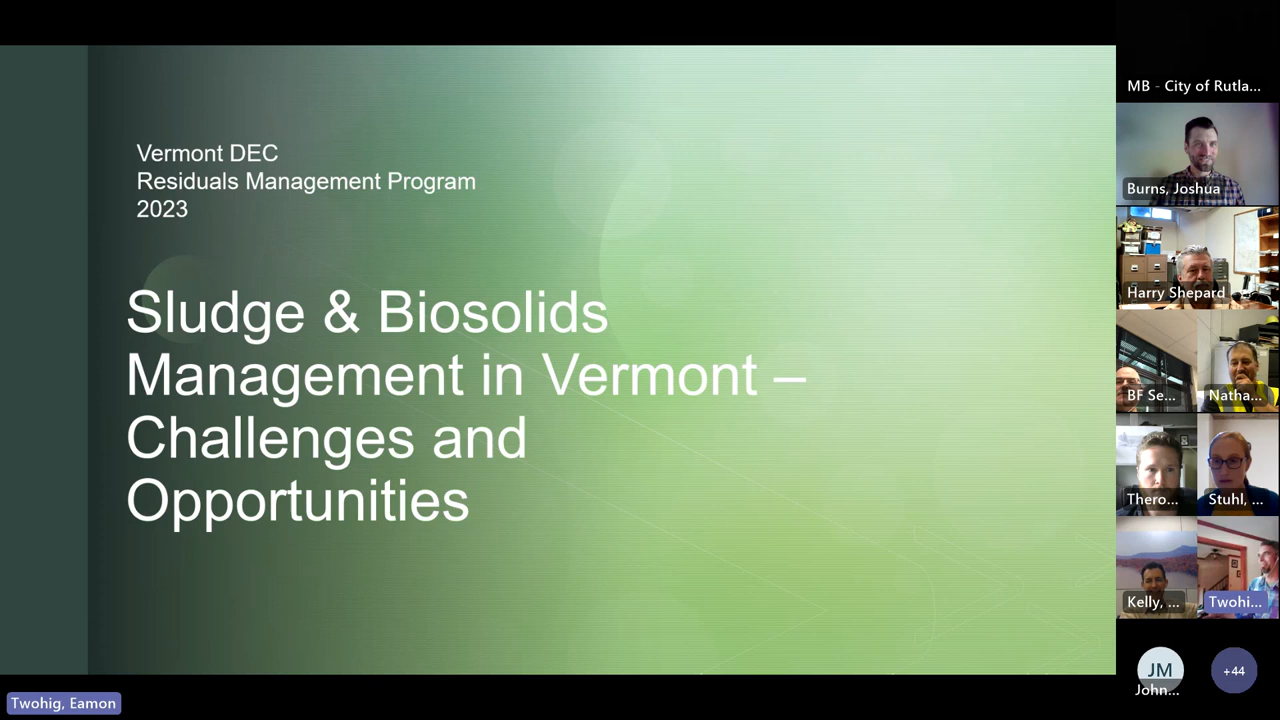 MB - City of Rutla...
Vermont DEC
Residuals Management Program
2023
Sludge & Biosolids
Management in Vermont –
Challenges and
Opportunities
Burns, Joshua
Harry Shepard
BF Se...
Natha...
Thero...
Stuhl, ...
Kelly, ...
Twohi...
JM
John...
+44
Twohig, Eamon